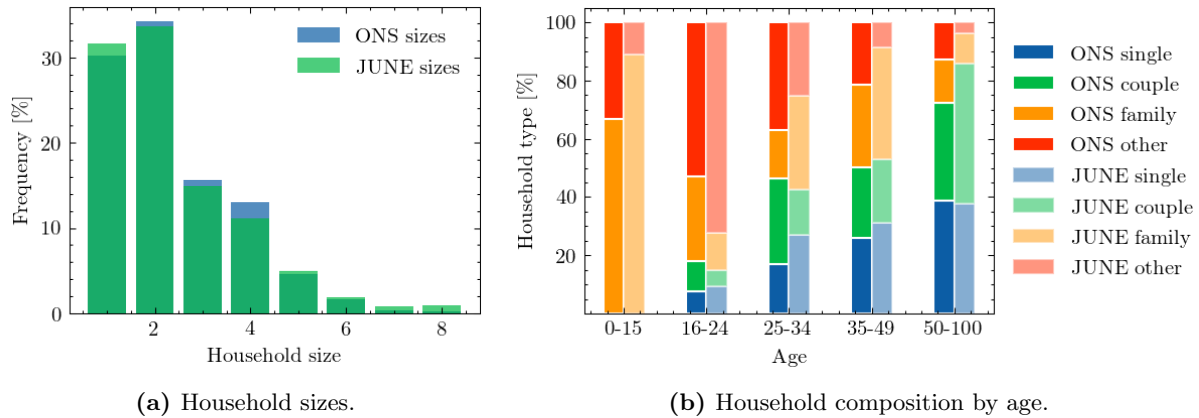 ONS sizes
JUNE sizes
Frequency [%]
30
20
10
0
2
4
6
8
Household size
(a) Household sizes.
Household type [%]
100
80
60
40
20
0-15
16-24
25-34
35-49
50-100
Age
ONS single
ONS couple
ONS family
ONS other
JUNE single
JUNE couple
JUNE family
JUNE other
(b) Household composition by age.